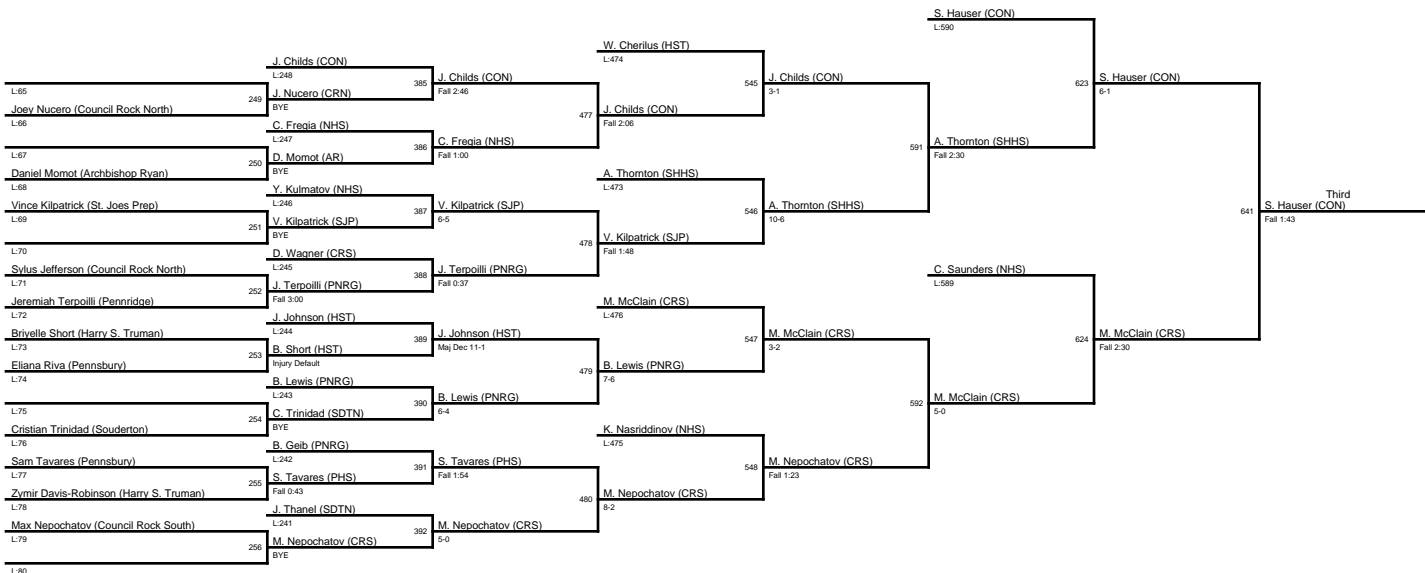 L:65
Joey Nucero (Council Rock North)
L:66
L:67
Daniel Momot (Archbishop Ryan)
L:68
Vince Kilpatrick (St. Joes Prep)
L:69
L:70
Sylus Jefferson (Council Rock North)
L:71
Jeremiah Terpoilli (Pennridge)
L:72
Briyelle Short (Harry S. Truman)
L:73
Eliana Riva (Pennsbury)
L:74
L:75
Cristian Trinidad (Souderton)
L:76
Sam Tavares (Pennsbury)
L:77
Zymir Davis-Robinson (Harry S. Truman)
L:78
Max Nepochatov (Council Rock South)
L:79
L:80
249
250
251
252
253
254
255
256
J. Childs (CON)
L:248
J. Nucero (CRN)
BYE
C. Fregia (NHS)
L:247
D. Momot (AR)
BYE
Y. Kulmatov (NHS)
L:246
V. Kilpatrick (SJP)
BYE
D. Wagner (CRS)
L:245
J. Terpoilli (PNRG)
Fall 3:00
J. Johnson (HST)
L:244
B. Short (HST)
Injury Default
B. Lewis (PNRG)
L:243
C. Trinidad (SDTN)
BYE
B. Geib (PNRG)
L:242
S. Tavares (PHS)
Fall 0:43
J. Thanel (SDTN)
L:241
M. Nepochatov (CRS)
BYE
385
386
387
388
389
390
391
392
J. Childs (CON)
Fall 2:46
C. Fregia (NHS)
Fall 1:00
V. Kilpatrick (SJP)
6-5
J. Terpoilli (PNRG)
Fall 0:37
J. Johnson (HST)
Maj Dec 11-1
B. Lewis (PNRG)
6-4
S. Tavares (PHS)
Fall 1:54
M. Nepochatov (CRS)
5-0
477
478
479
480
W. Cherilus (HST)
L:474
J. Childs (CON)
Fall 2:06
A. Thornton (SHHS)
L:473
V. Kilpatrick (SJP)
Fall 1:48
M. McClain (CRS)
L:476
B. Lewis (PNRG)
7-6
K. Nasriddinov (NHS)
L:475
M. Nepochatov (CRS)
8-2
545
546
547
548
J. Childs (CON)
3-1
A. Thornton (SHHS)
10-6
M. McClain (CRS)
3-2
M. Nepochatov (CRS)
Fall 1:23
591
592
S. Hauser (CON)
L:590
A. Thornton (SHHS)
Fall 2:30
C. Saunders (NHS)
L:589
M. McClain (CRS)
5-0
623
624
S. Hauser (CON)
6-1
M. McClain (CRS)
Fall 2:30
641
Third
S. Hauser (CON)
Fall 1:43